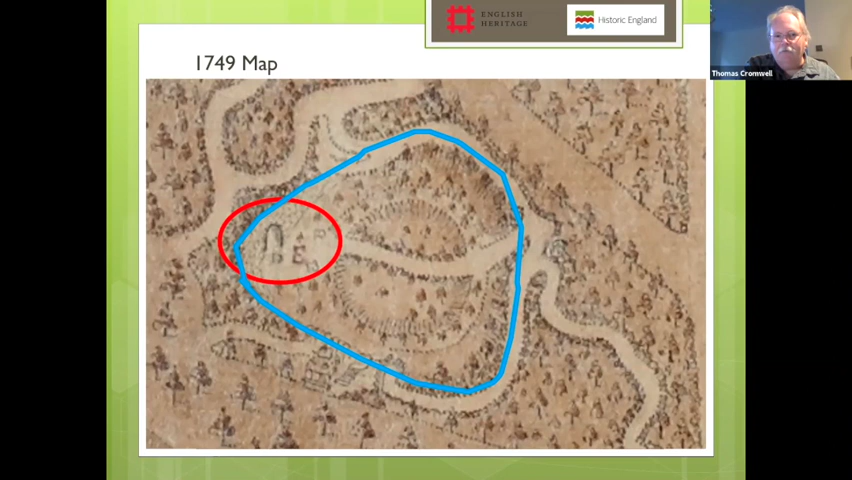 ENGLISH
HERITAGE
Historic England
Thomas Cromwell
1749 Map